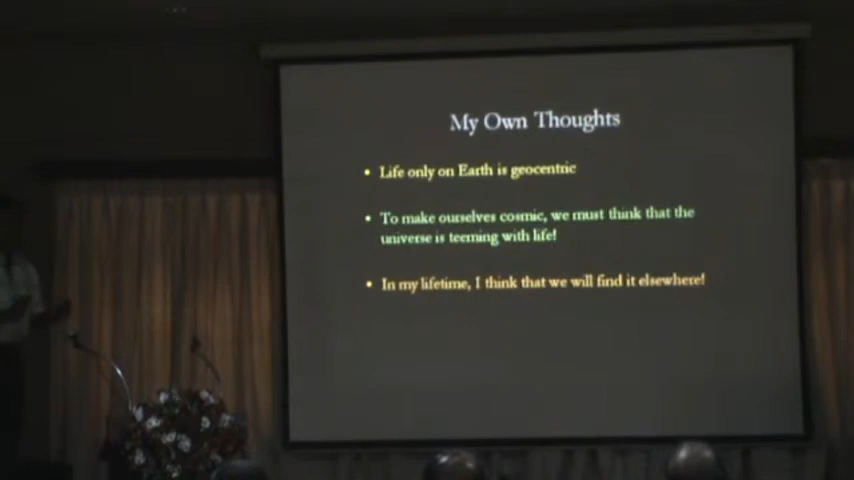 My Own Thoughts
• Life only on Earth is geocentric
• To make ourselves cosmic, we must think that the
universe is teeming with life!
• In my lifetime, I think that we will find it elsewhere!